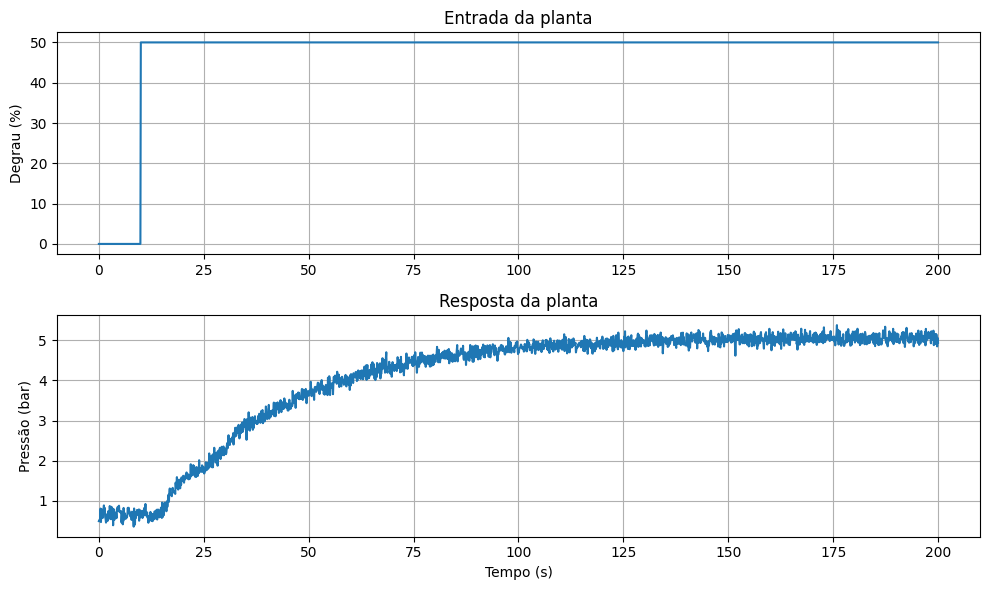 Entrada da planta
50
40
30
20
10
0
Degrau (%)
0 25 50 75 100 125 150 175 200
Resposta da planta
5
4
3
2
1
Pressão (bar)
0 25 50 75 100 125 150 175 200
Tempo (s)